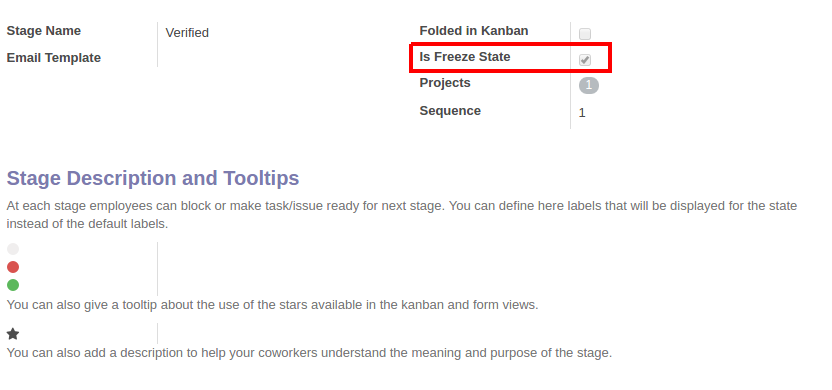 Stage Name Verified
Email Template
Folded in Kanban
Is Freeze State
Projects 1
Sequence 1
Stage Description and Tooltips
At each stage employees can block or make task/issue ready for next stage. You can define here labels that will be displayed for the state
instead of the default labels.
You can also give a tooltip about the use of the stars available in the kanban and form views.
You can also add a description to help your coworkers understand the meaning and purpose of the stage.